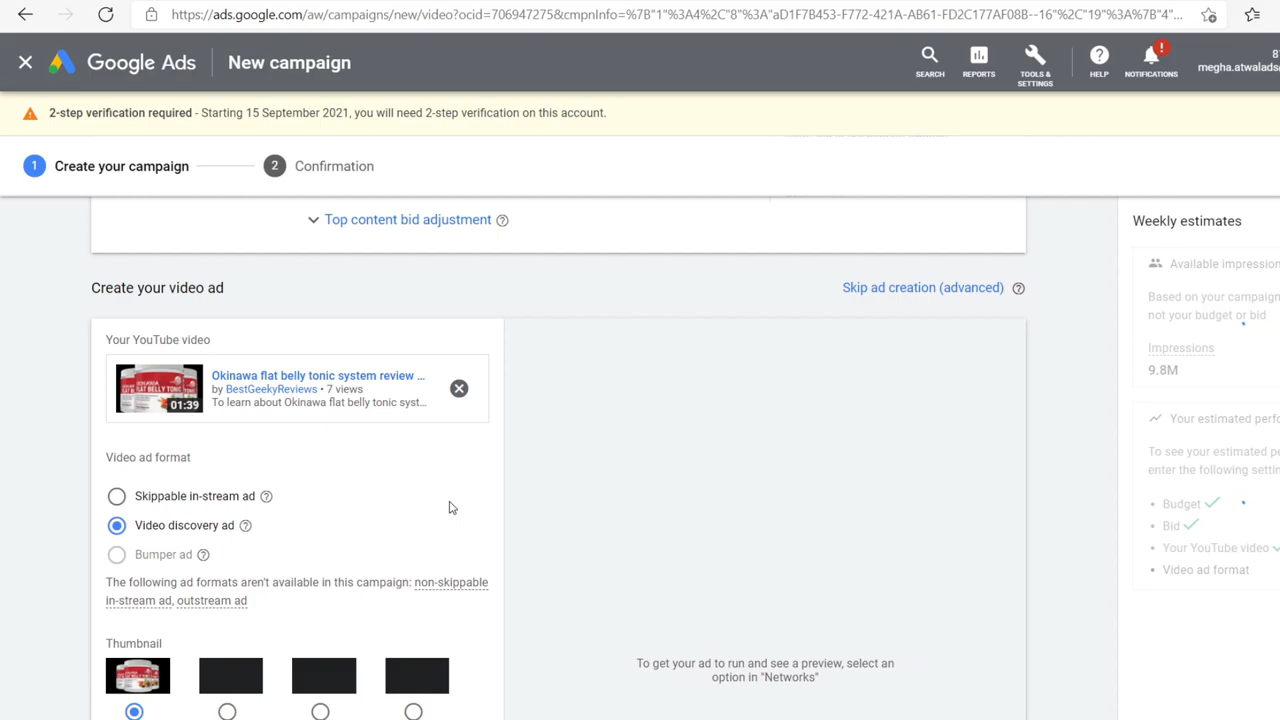 https://ads.google.com/aw/campaigns/new/video?ocid=706947275&cmpnInfo=%7B"1"%3A4%2C"8"%3A"aD1F7B453-F772-421A-AB61-FD2C177AF08B--16"%2C"19"%3A%7B"4"...
Google Ads
New campaign
SEARCH
REPORTS
TOOLS & SETTINGS
HELP
NOTIFICATIONS
megha.atwalads
2-step verification required - Starting 15 September 2021, you will need 2-step verification on this account.
1 Create your campaign
2 Confirmation
Top content bid adjustment
Weekly estimates
Available impression
Based on your campaign
not your budget or bid
Impressions
9.8M
Create your video ad
Skip ad creation (advanced)
Your YouTube video
Okinawa flat belly tonic system review ...
by BestGeekyReviews • 7 views
To learn about Okinawa flat belly tonic syst...
OKINAWA
FLAT BELLY TONIC
01:39
Video ad format
Skippable in-stream ad
Video discovery ad
Bumper ad
The following ad formats aren't available in this campaign: non-skippable
in-stream ad, outstream ad
Thumbnail
To get your ad to run and see a preview, select an
option in "Networks"
Your estimated perfo
To see your estimated pe
enter the following settin
• Budget
• Bid
• Your YouTube video
• Video ad format